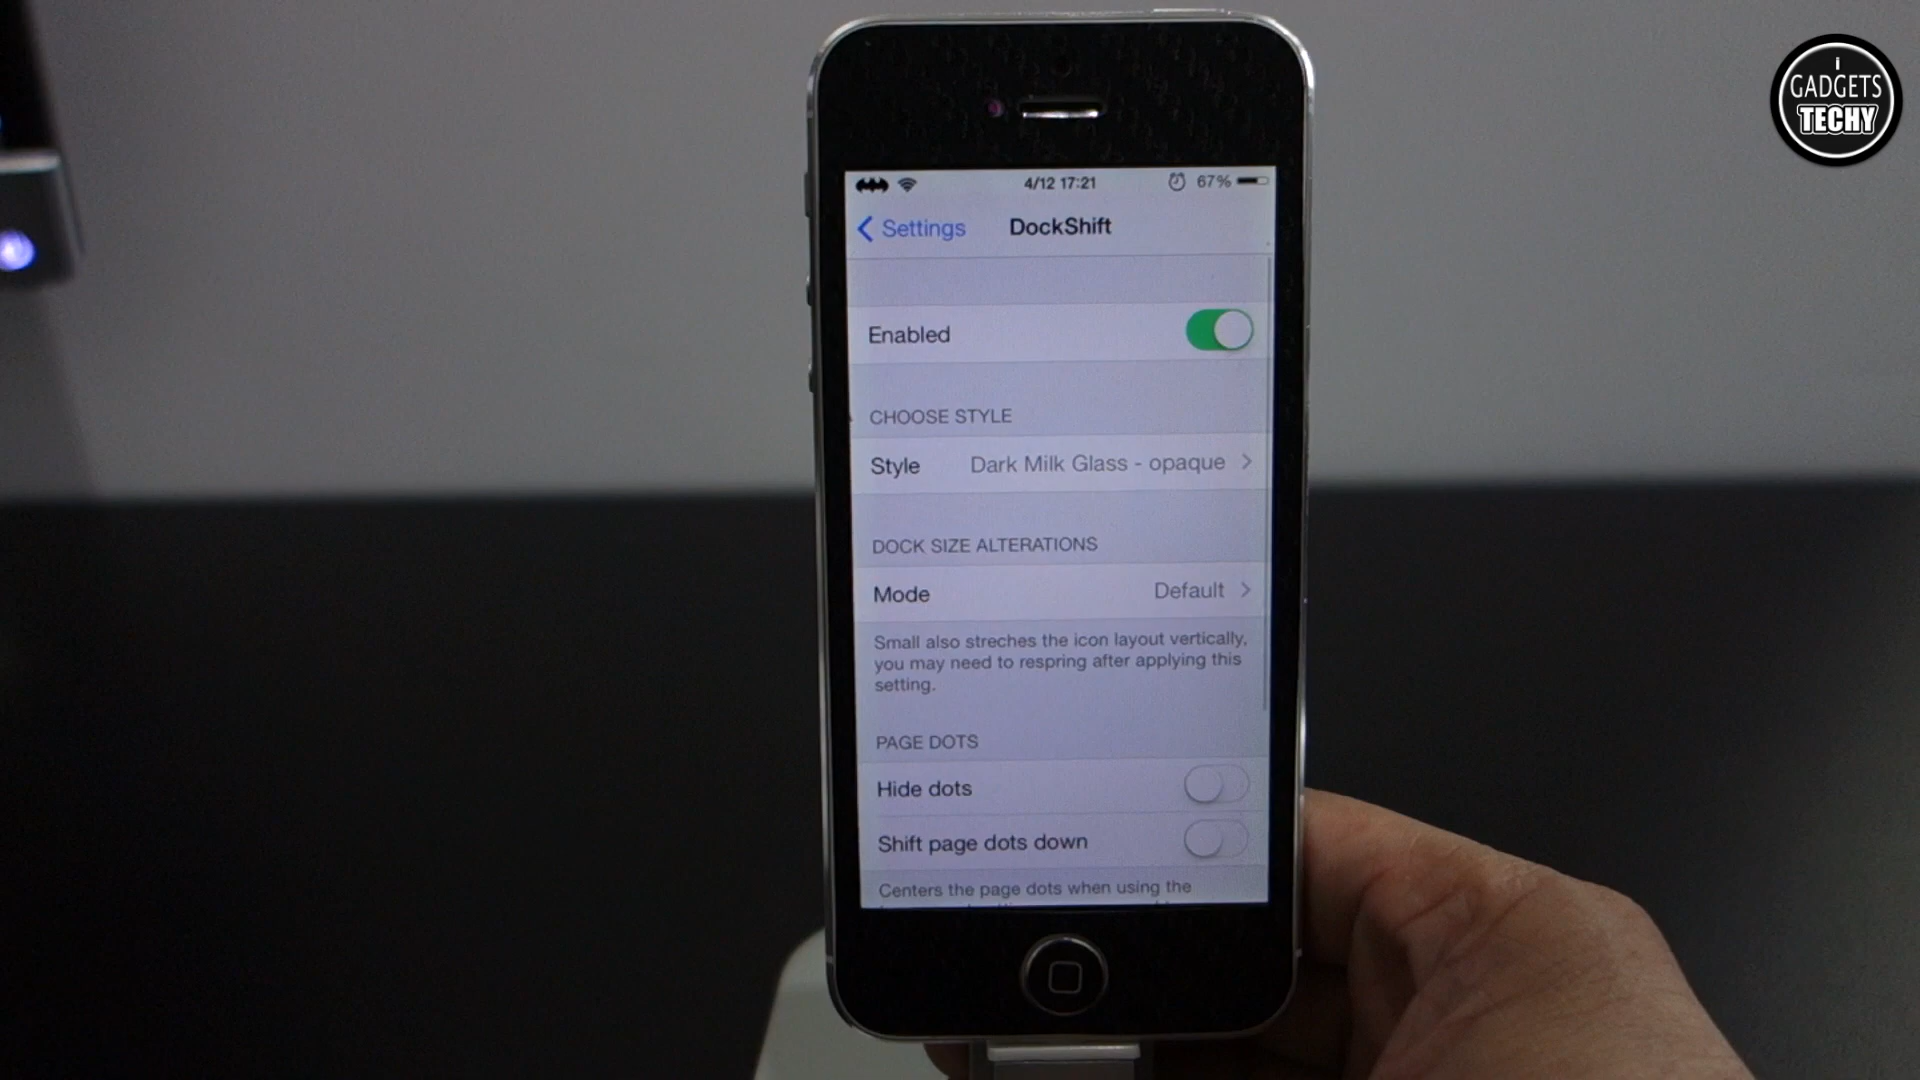 i
GADGETS
TECHY
4/12 17:21
67%
Settings
DockShift
Enabled
CHOOSE STYLE
Style
Dark Milk Glass - opaque
DOCK SIZE ALTERATIONS
Mode
Default
Small also streches the icon layout vertically,
you may need to respring after applying this
setting.
PAGE DOTS
Hide dots
Shift page dots down
Centers the page dots when using the